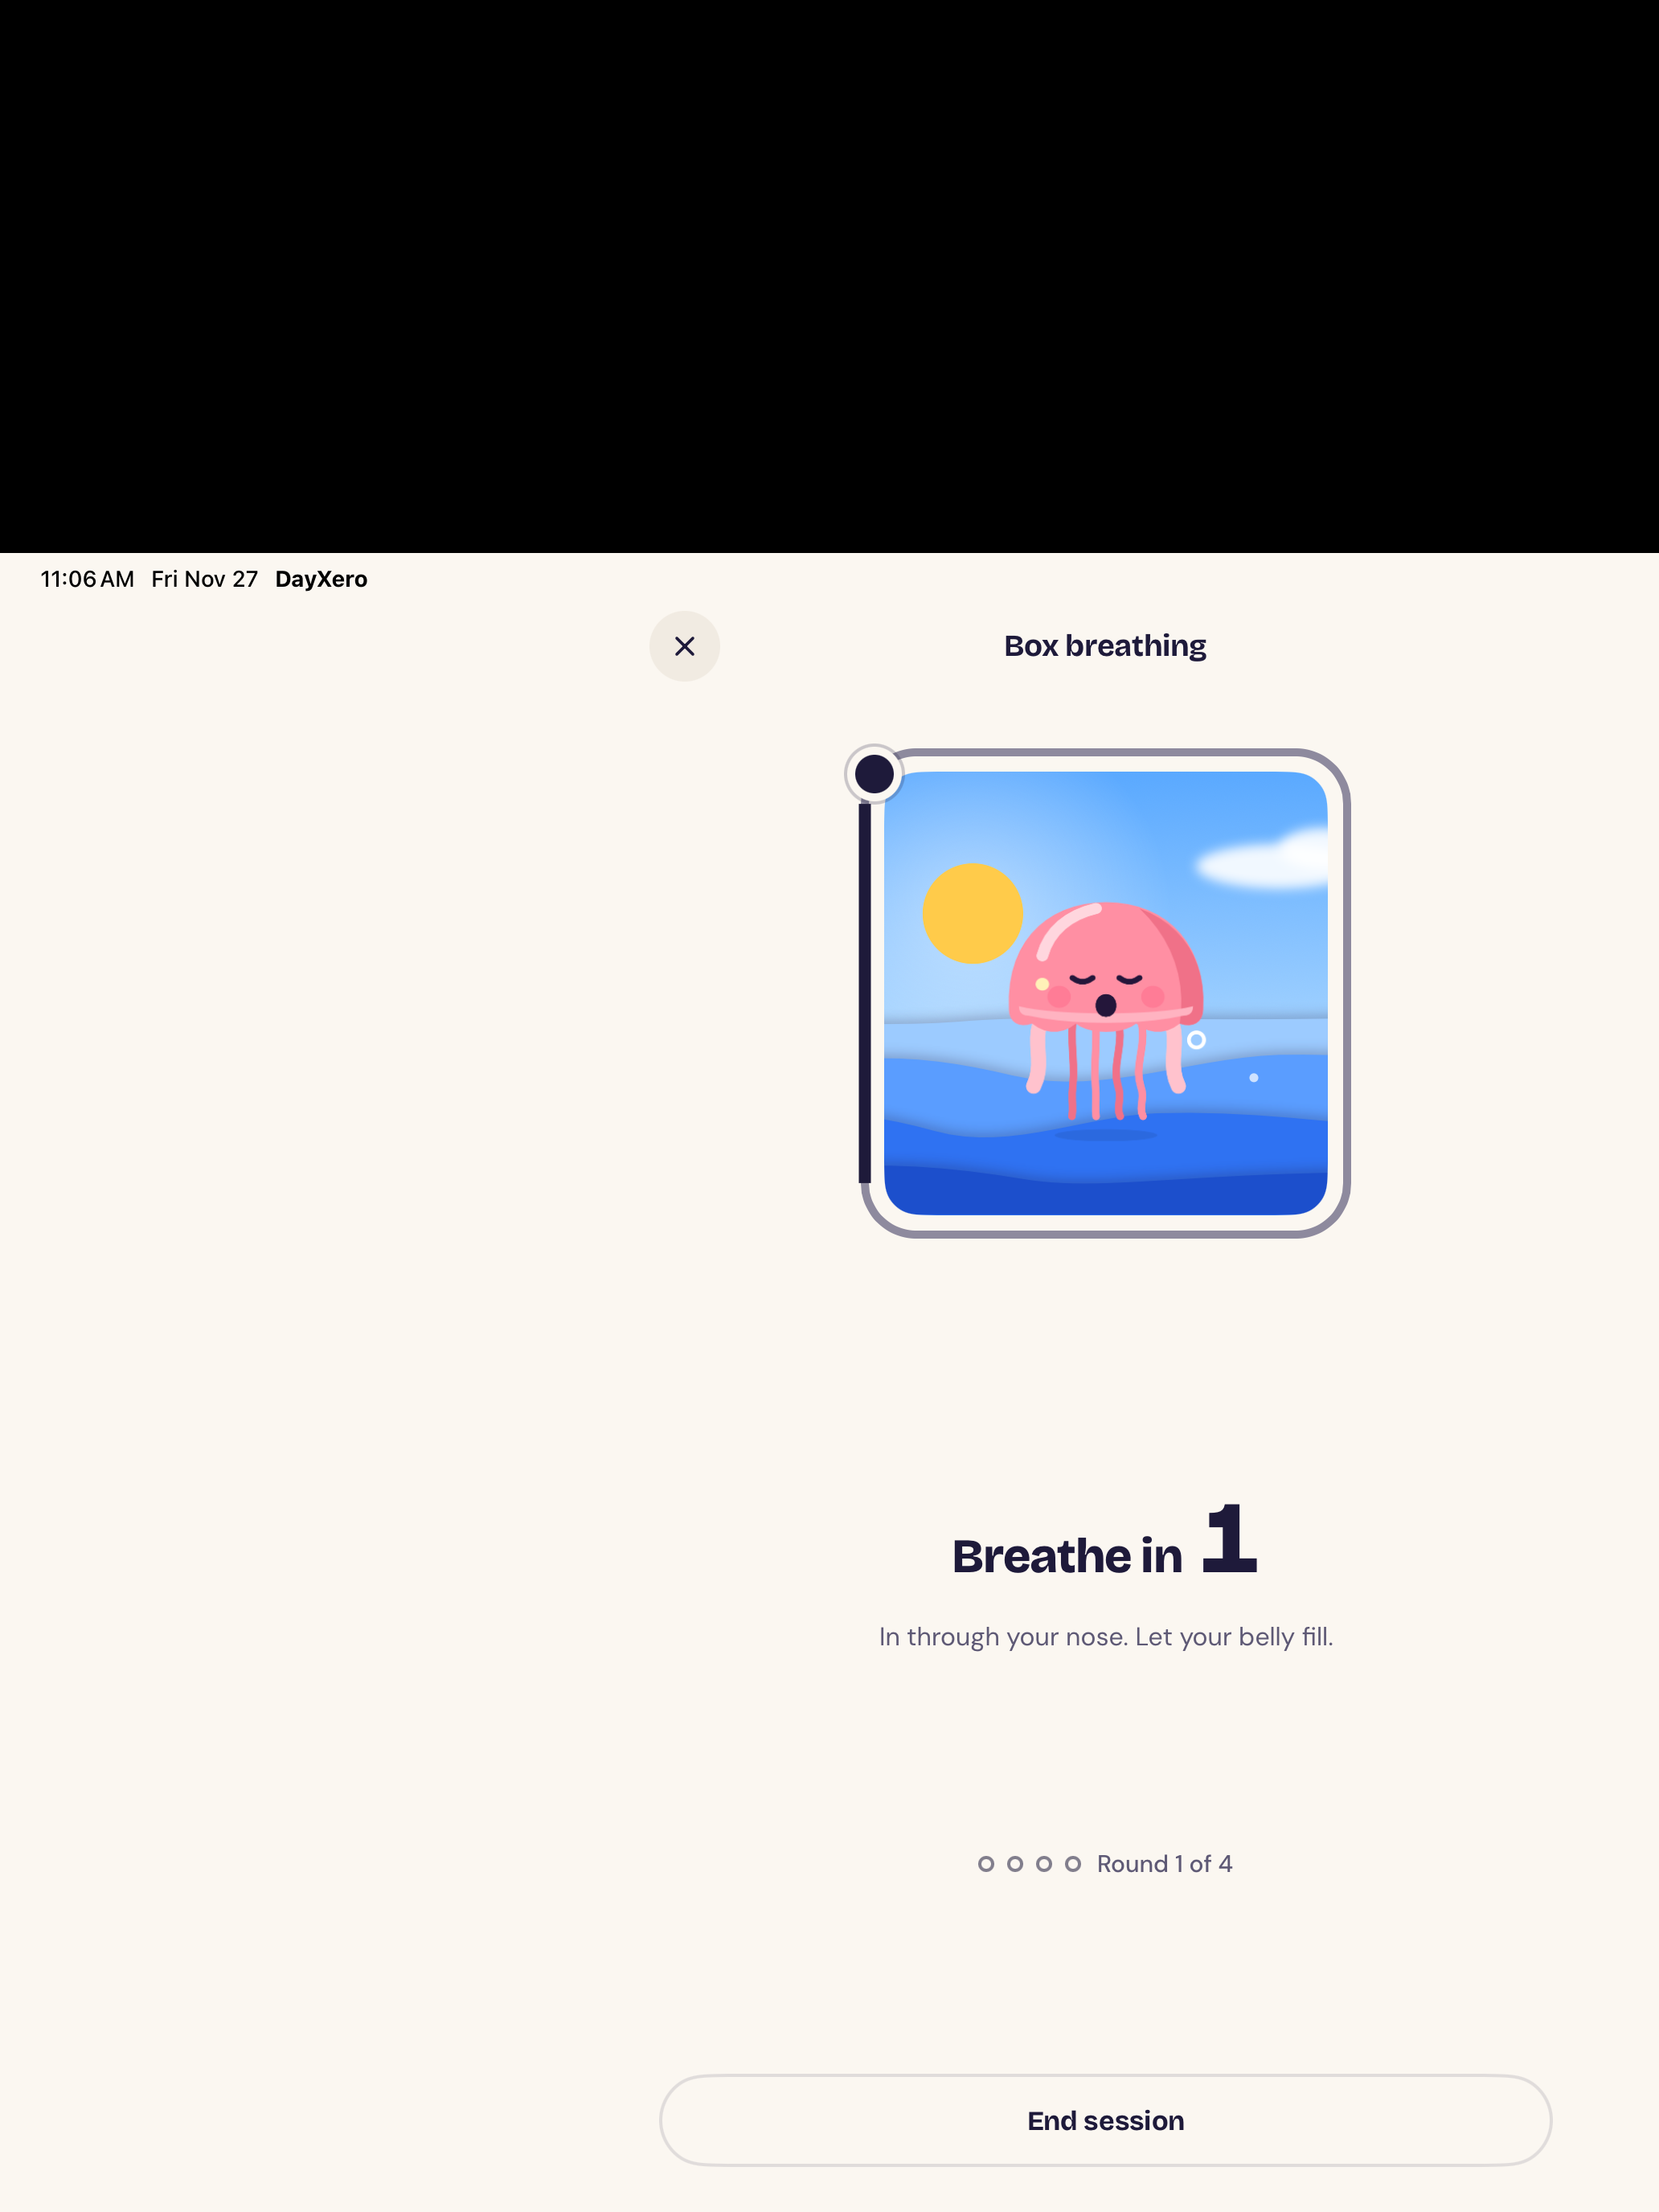 11:06 AM Fri Nov 27 DayXero
Box breathing
Breathe in 1
In through your nose. Let your belly fill.
Round 1 of 4
End session